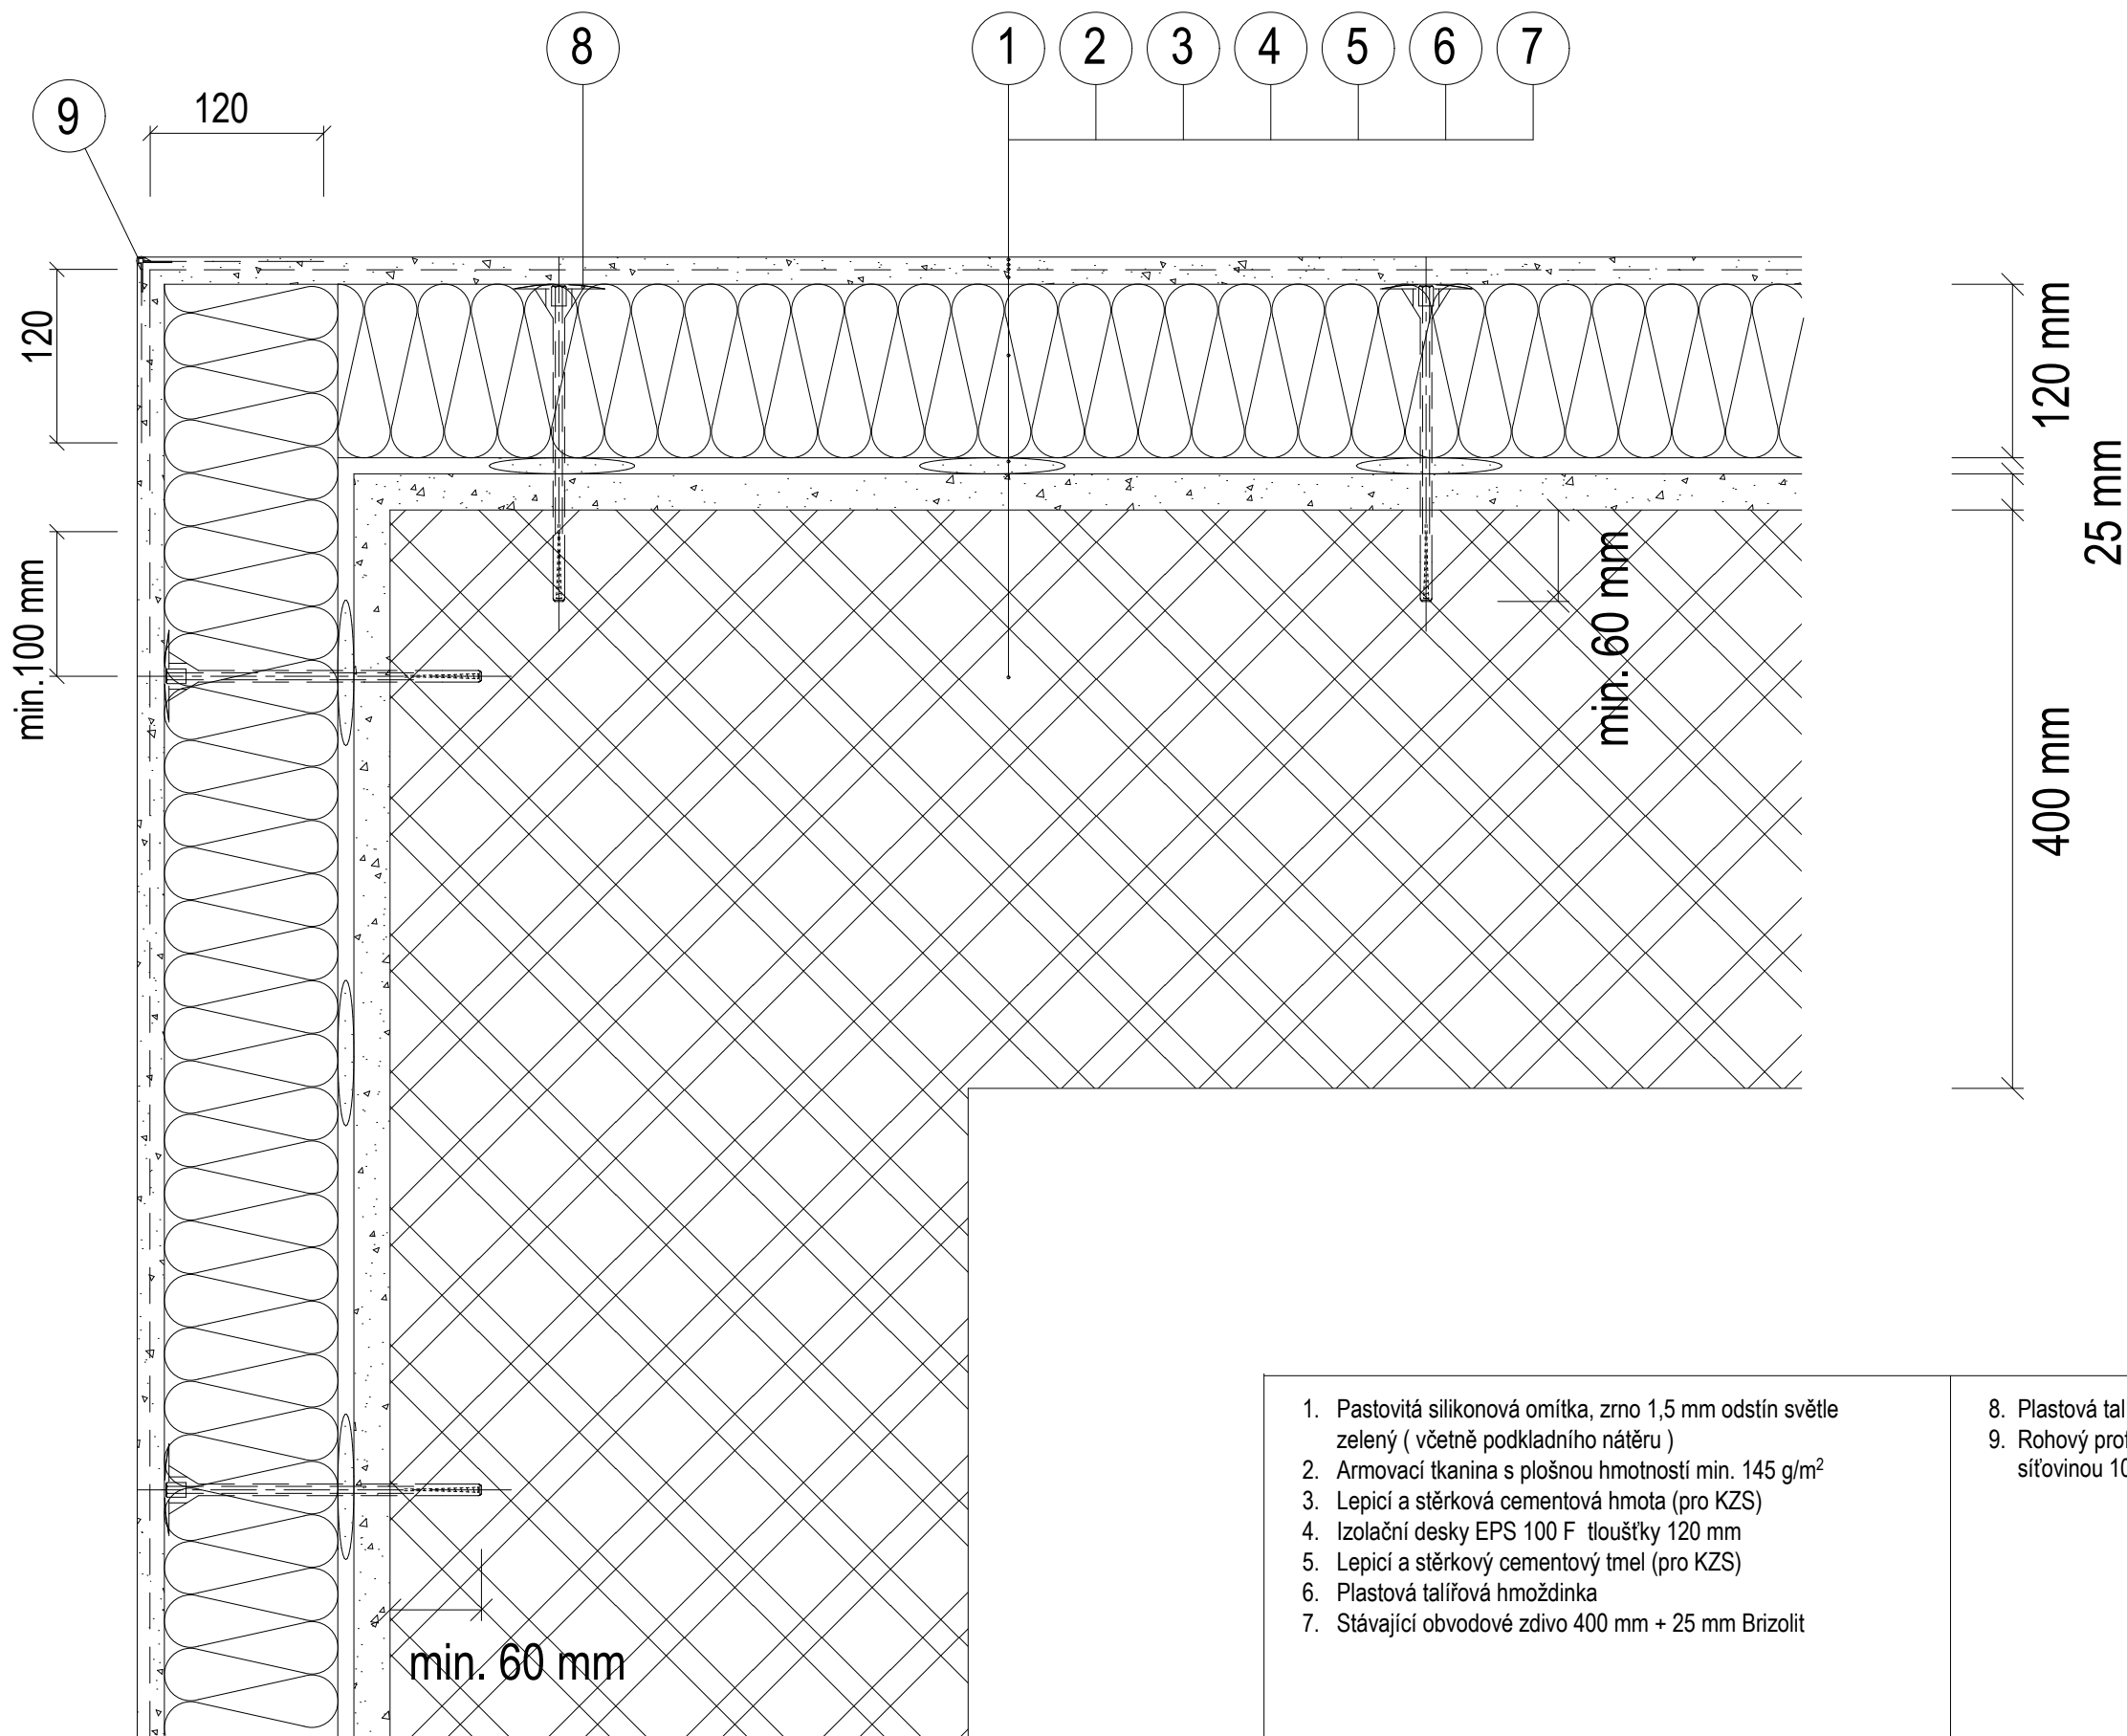 8 1 2 3 4 5 6 7
9 120
120
120 mm
25 mm
min. 60 mm
min.100 mm
400 mm
min. 60 mm
1. Pastovitá silikonová omítka, zrno 1,5 mm odstín světle
zelený ( včetně podkladního nátěru )
2. Armovací tkanina s plošnou hmotností min. 145 g/m²
3. Lepicí a stěrková cementová hmota (pro KZS)
4. Izolační desky EPS 100 F tloušťky 120 mm
5. Lepicí a stěrkový cementový tmel (pro KZS)
6. Plastová talířová hmoždinka
7. Stávající obvodové zdivo 400 mm + 25 mm Brizolit
8. Plastová
9. Rohový
síťovinou